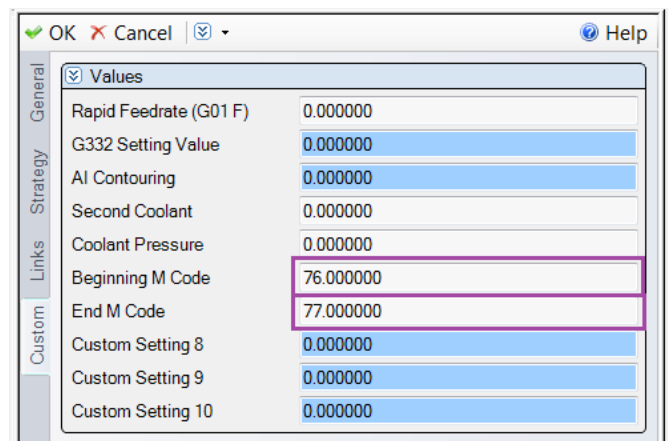 OK Cancel Help
General
Strategy
Links
Custom
Values
Rapid Feedrate (G01 F) 0.000000
G332 Setting Value 0.000000
AI Contouring 0.000000
Second Coolant 0.000000
Coolant Pressure 0.000000
Beginning M Code 76.000000
End M Code 77.000000
Custom Setting 8 0.000000
Custom Setting 9 0.000000
Custom Setting 10 0.000000